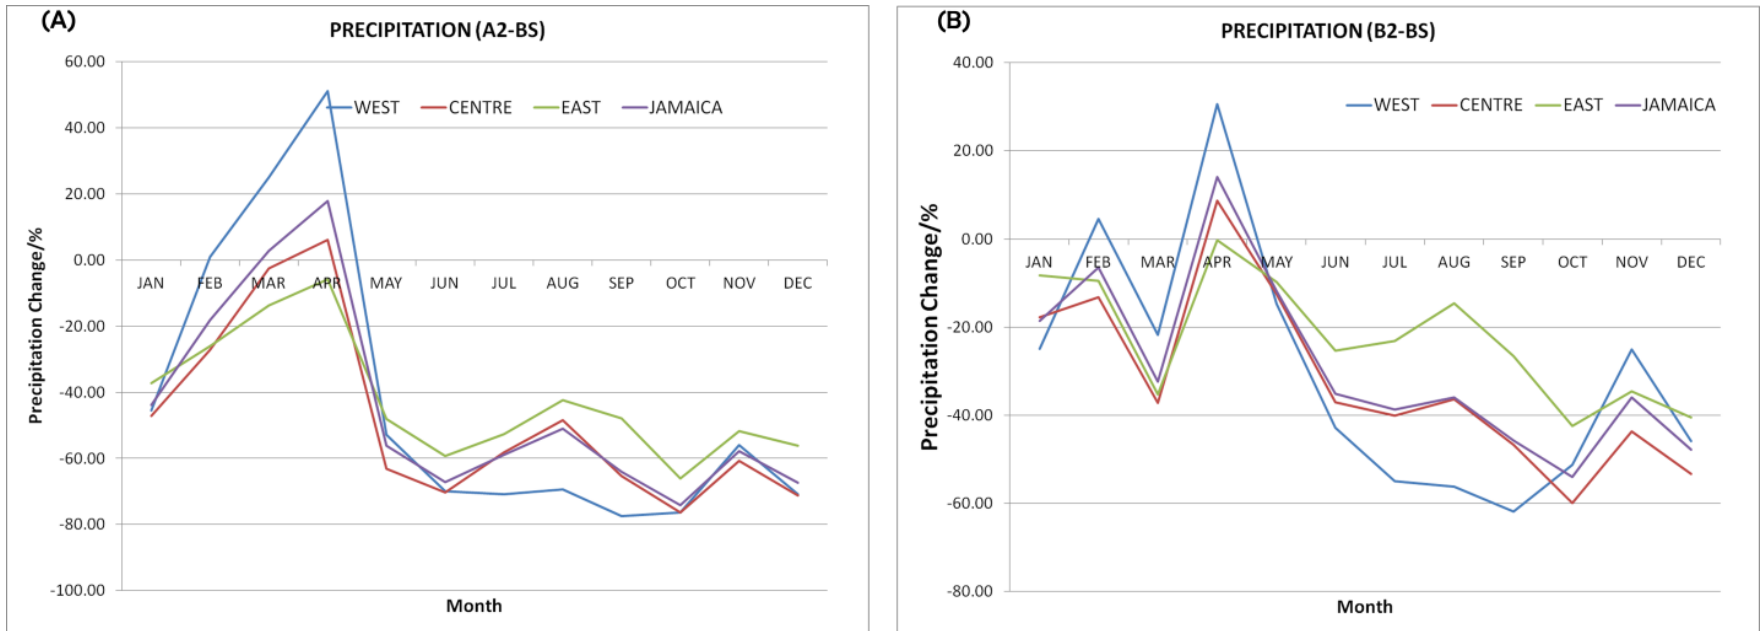 (A)
PRECIPITATION (A2-BS)
60.00
40.00
20.00
0.00
-20.00
-40.00
-60.00
-80.00
-100.00
Precipitation Change/%
WEST CENTRE EAST JAMAICA
JAN FEB MAR APR MAY JUN JUL AUG SEP OCT NOV DEC
Month
(B)
PRECIPITATION (B2-BS)
40.00
20.00
0.00
-20.00
-40.00
-60.00
-80.00
Precipitation Change/%
WEST CENTRE EAST JAMAICA
JAN FEB MAR APR MAY JUN JUL AUG SEP OCT NOV DEC
Month